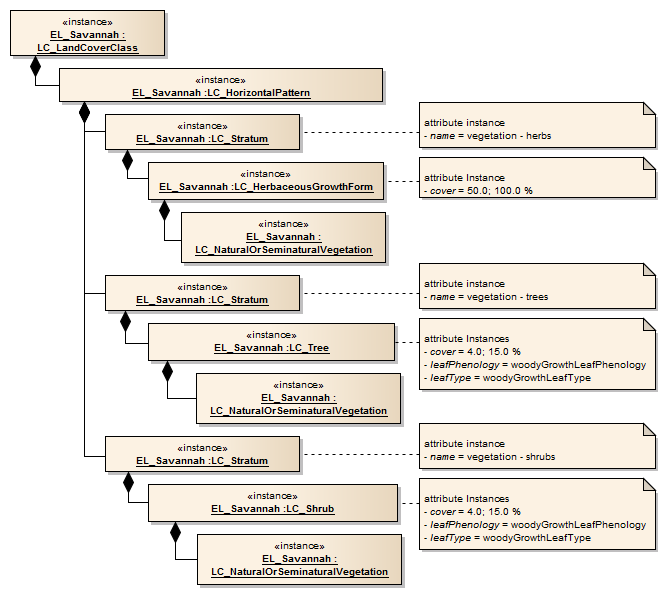 «instance»
EL_Savannah :
LC_LandCoverClass
«instance»
EL_Savannah :LC_HorizontalPattern
«instance»
EL_Savannah :LC_Stratum
attribute instance
- name = vegetation - herbs
«instance»
EL_Savannah :LC_HerbaceousGrowthForm
attribute Instance
- cover = 50.0; 100.0 %
«instance»
EL_Savannah :
LC_NaturalOrSeminaturalVegetation
«instance»
EL_Savannah :LC_Stratum
attribute instance
- name = vegetation - trees
«instance»
EL_Savannah :LC_Tree
attribute Instances
- cover = 4.0; 15.0 %
- leafPhenology = woodyGrowthLeafPhenology
- leafType = woodyGrowthLeafType
«instance»
EL_Savannah :
LC_NaturalOrSeminaturalVegetation
«instance»
EL_Savannah :LC_Stratum
attribute instance
- name = vegetation - shrubs
«instance»
EL_Savannah :LC_Shrub
attribute Instances
- cover = 4.0; 15.0 %
- leafPhenology = woodyGrowthLeafPhenology
- leafType = woodyGrowthLeafType
«instance»
EL_Savannah :
LC_NaturalOrSeminaturalVegetation